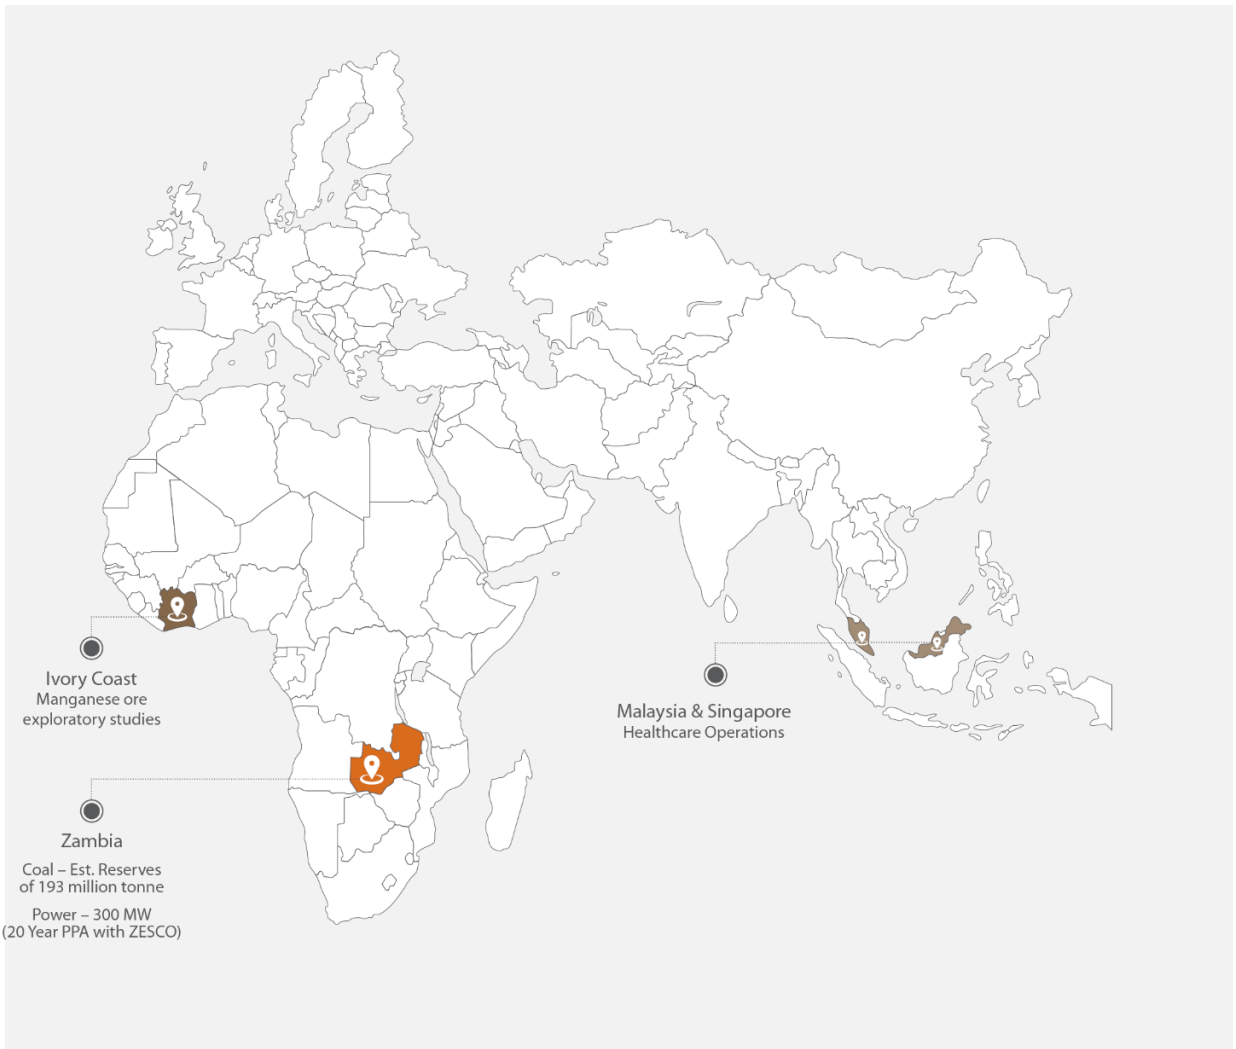 Ivory Coast
Manganese ore
exploratory studies
Malaysia & Singapore
Healthcare Operations
Zambia
Coal – Est. Reserves
of 193 million tonne
Power – 300 MW
(20 Year PPA with ZESCO)